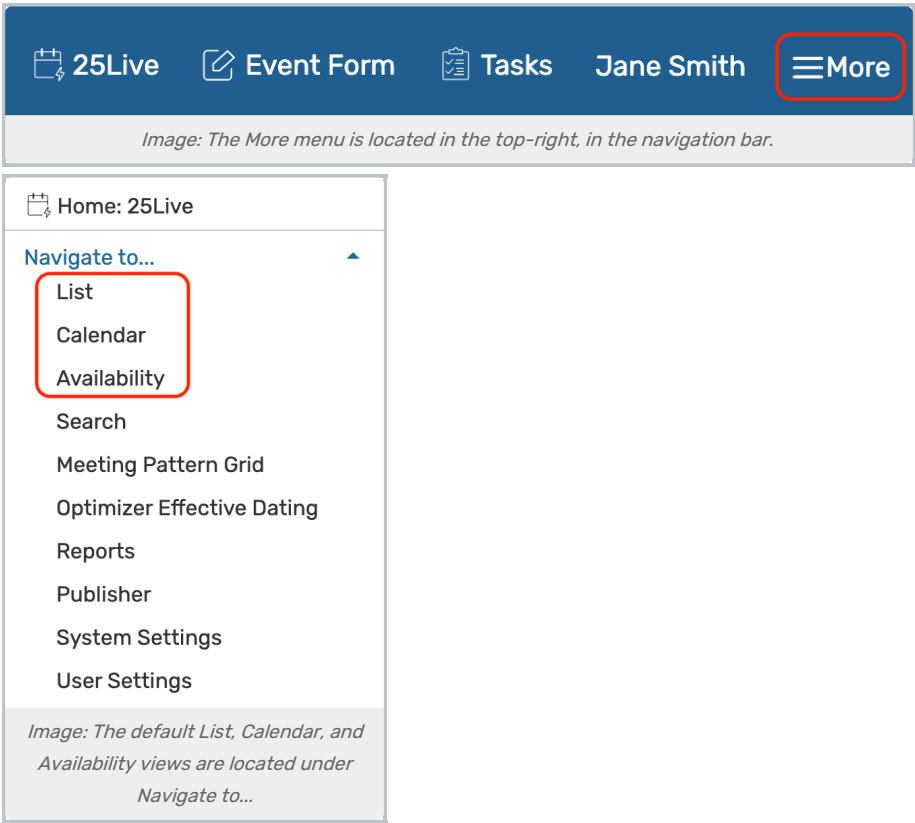 25Live Event Form Tasks Jane Smith More
Image: The More menu is located in the top-right, in the navigation bar.
Home: 25Live
Navigate to...
List
Calendar
Availability
Search
Meeting Pattern Grid
Optimizer Effective Dating
Reports
Publisher
System Settings
User Settings
Image: The default List, Calendar, and
Availability views are located under
Navigate to...